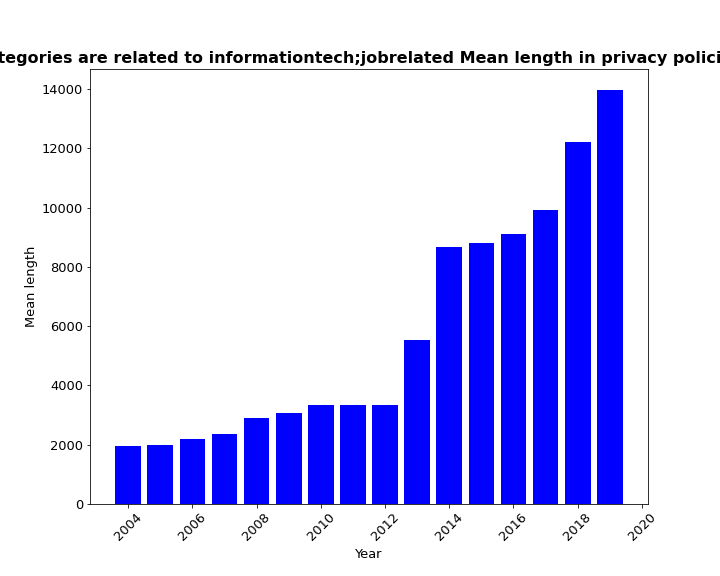 tegories are related to informationtech;jobrelated Mean length in privacy polici
14000
12000
10000
8000
6000
4000
2000
0
Mean length
2004 2006 2008 2010 2012 2014 2016 2018 2020
Year